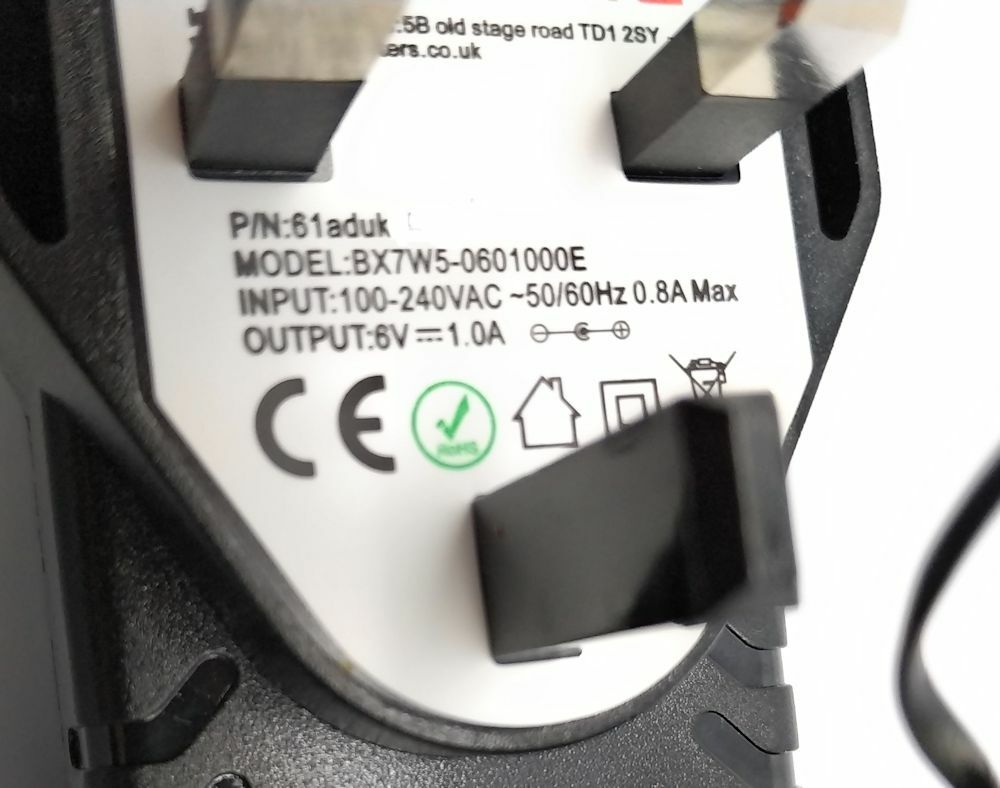 :5B old stage road TD1 2SY -
ers.co.uk
P/N:61aduk
MODEL:BX7W5-0601000E
INPUT:100-240VAC ~50/60Hz 0.8A Max
OUTPUT:6V⎓1.0A
CE RoHS